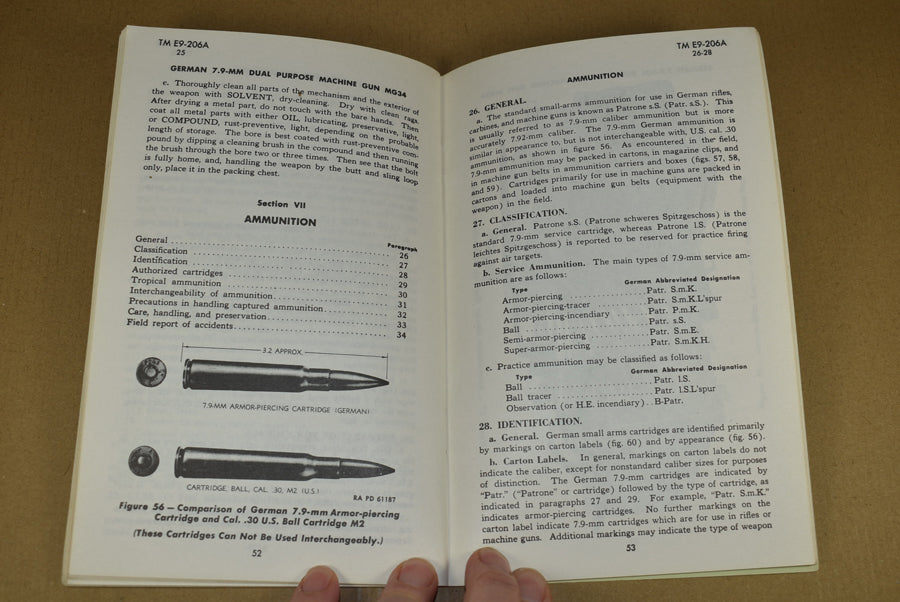 TM E9-206A
25
GERMAN 7.9-MM DUAL PURPOSE MACHINE GUN MG34
c. Thoroughly clean all parts of the mechanism and the exterior of
the weapon with SOLVENT, dry-cleaning. Dry with clean rags.
After drying a metal part, do not touch with the bare hands. Then
coat all metal parts with either OIL, lubricating, preservative, light,
or COMPOUND, rust-preventive, light, depending on the probable
length of storage. The bore is best coated with rust-preventive com-
pound by dipping a cleaning brush in the compound and then running
the brush through the bore two or three times. Then see that the bolt
is fully home, and, handling the weapon by the butt and sling loop
only, place it in the packing chest.
Section VII
AMMUNITION
Paragraph
General 26
Classification 27
Identification 28
Authorized cartridges 29
Tropical ammunition 30
Interchangeability of ammunition 31
Precautions in handling captured ammunition 32
Care, handling, and preservation 33
Field report of accidents 34
3.2 APPROX.
7.9-MM ARMOR-PIERCING CARTRIDGE (GERMAN)
CARTRIDGE, BALL, CAL. .30, M2 (U.S.)
RA PD 61187
Figure 56 — Comparison of German 7.9-mm Armor-piercing
Cartridge and Cal. .30 U.S. Ball Cartridge M2
(These Cartridges Can Not Be Used Interchangeably.)
52
TM E9-206A
26-28
AMMUNITION
26. GENERAL.
a. The standard small-arms ammunition for use in German rifles,
carbines, and machine guns is known as Patrone s.S. (Patr. s.S.). This
is usually referred to as 7.9-mm caliber ammunition but is more
accurately 7.92-mm caliber. The 7.9-mm German ammunition is
similar in appearance to, but is not interchangeable with, U.S. cal. .30
ammunition, as shown in figure 56. As encountered in the field,
7.9-mm ammunition may be packed in cartons, in magazine clips, and
in machine gun belts in ammunition carriers and boxes (figs. 57, 58,
and 59). Cartridges primarily for use in machine guns are packed in
cartons and loaded into machine gun belts (equipment with the
weapon) in the field.
27. CLASSIFICATION.
a. General. Patrone s.S. (Patrone schweres Spitzgeschoss) is the
standard 7.9-mm service cartridge, whereas Patrone l.S. (Patrone
leichtes Spitzgeschoss) is reported to be reserved for practice firing
against air targets.
b. Service Ammunition. The main types of 7.9-mm service am-
munition are as follows:
Type German Abbreviated Designation
Armor-piercing Patr. S.m.K.
Armor-piercing-tracer Patr. S.m.K.L'spur
Armor-piercing-incendiary Patr. P.m.K.
Ball Patr. s.S.
Semi-armor-piercing Patr. S.m.E.
Super-armor-piercing Patr. S.m.K.H.
c. Practice ammunition may be classified as follows:
Type German Abbreviated Designation
Ball Patr. l.S.
Ball tracer Patr. l.S.L'spur
Observation (or H.E. incendiary) B-Patr.
28. IDENTIFICATION.
a. General. German small arms cartridges are identified primarily
by markings on carton labels (fig. 60) and by appearance (fig. 56).
b. Carton Labels. In general, markings on carton labels do not
indicate the caliber, except for nonstandard caliber sizes for purposes
of distinction. The German 7.9-mm cartridges are indicated by
"Patr." ("Patrone" or cartridge) followed by the type of cartridge, as
indicated in paragraphs 27 and 29. For example, "Patr. S.m.K."
indicates armor-piercing cartridges. No further markings on the
carton label indicate 7.9-mm cartridges which are for use in rifles or
machine guns. Additional markings may indicate the type of weapon
53